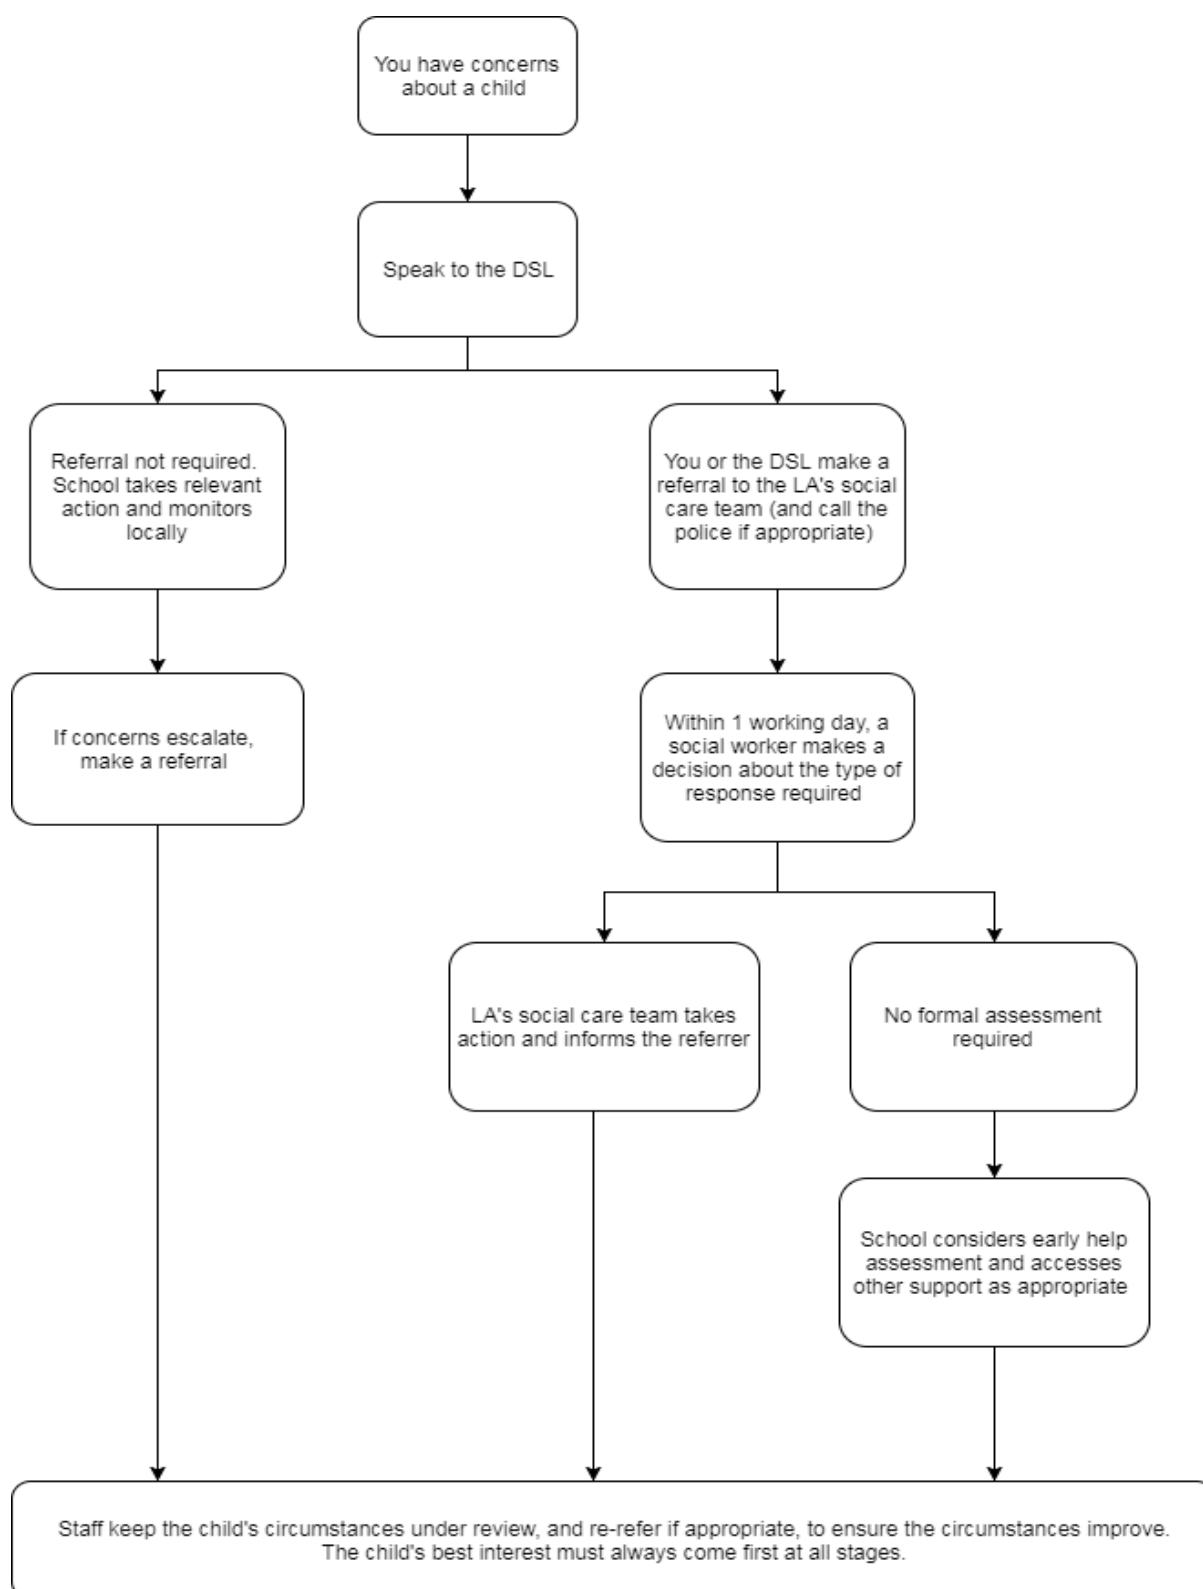 You have concerns
about a child
Speak to the DSL
Referral not required.
School takes relevant
action and monitors
locally
You or the DSL make a
referral to the LA's social
care team (and call the
police if appropriate)
If concerns escalate,
make a referral
Within 1 working day, a
social worker makes a
decision about the type of
response required
LA's social care team takes
action and informs the referrer
No formal assessment
required
School considers early help
assessment and accesses
other support as appropriate
Staff keep the child's circumstances under review, and re-refer if appropriate, to ensure the circumstances improve.
The child's best interest must always come first at all stages.